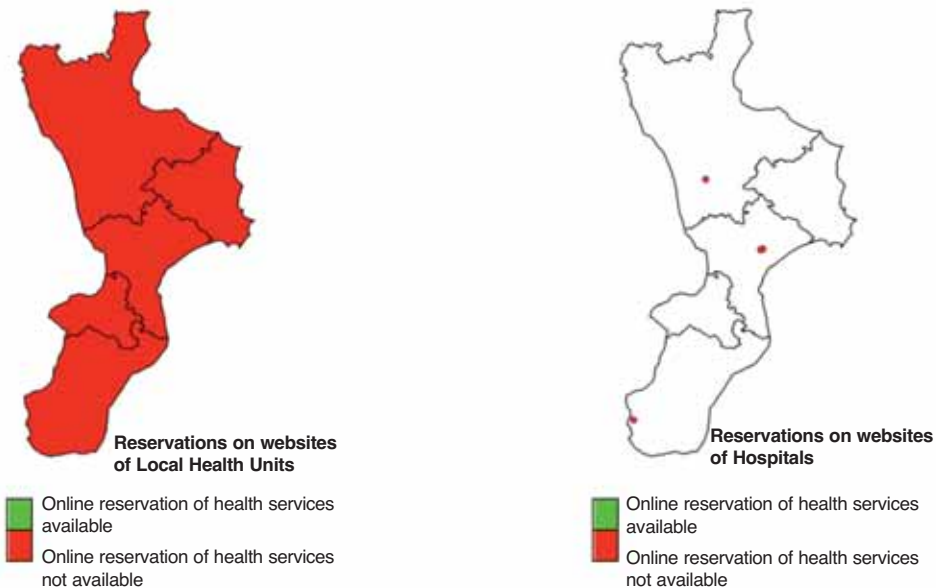 Reservations on websites
of Local Health Units
Online reservation of health services
available
Online reservation of health services
not available
Reservations on websites
of Hospitals
Online reservation of health services
available
Online reservation of health services
not available